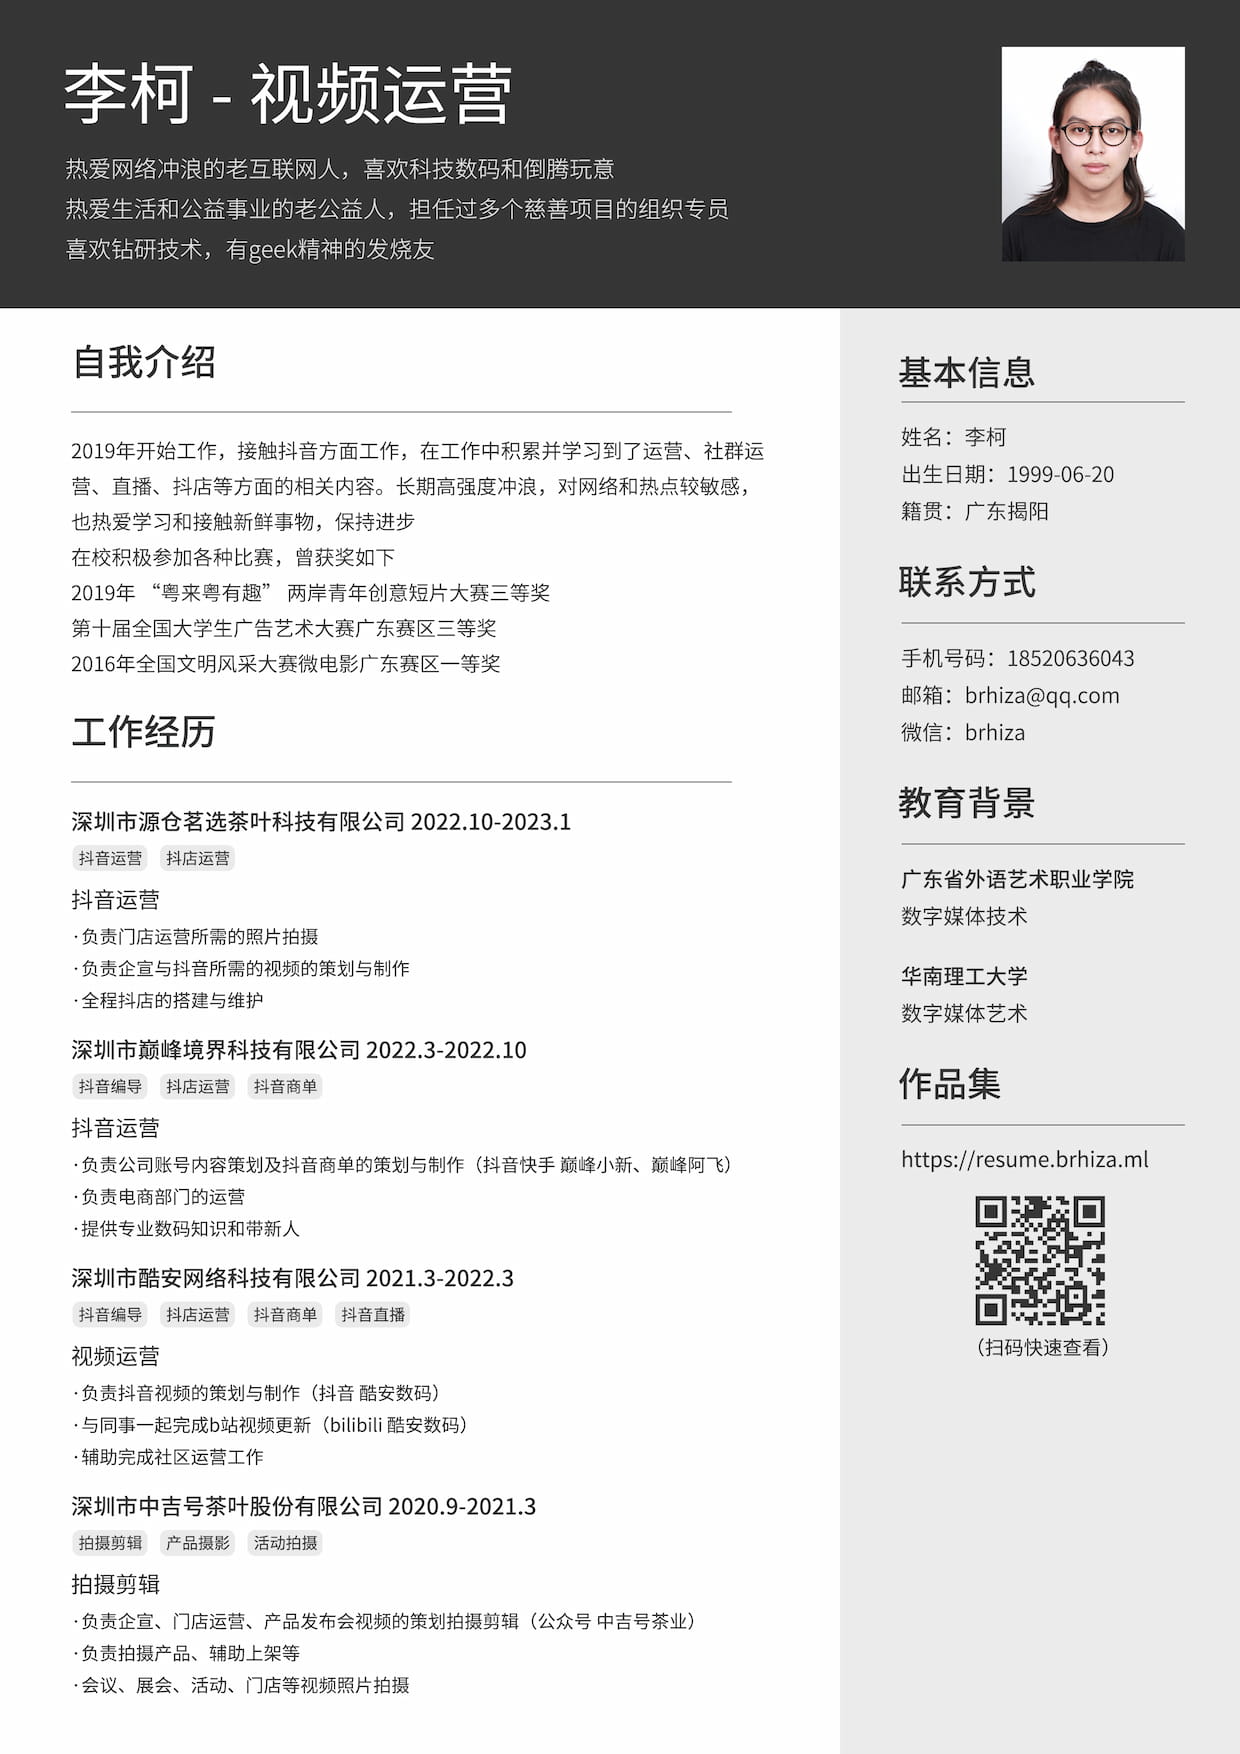 李柯 - 视频运营
热爱网络冲浪的老互联网人，喜欢科技数码和倒腾玩意
热爱生活和公益事业的老公益人，担任过多个慈善项目的组织专员
喜欢钻研技术，有geek精神的发烧友
自我介绍
2019年开始工作，接触抖音方面工作，在工作中积累并学习到了运营、社群运
营、直播、抖店等方面的相关内容。长期高强度冲浪，对网络和热点较敏感，
也热爱学习和接触新鲜事物，保持进步
在校积极参加各种比赛，曾获奖如下
2019年 “粤来粤有趣” 两岸青年创意短片大赛三等奖
第十届全国大学生广告艺术大赛广东赛区三等奖
2016年全国文明风采大赛微电影广东赛区一等奖
工作经历
深圳市源仓茗选茶叶科技有限公司 2022.10-2023.1
抖音运营 抖店运营
抖音运营
·负责门店运营所需的照片拍摄
·负责企宣与抖音所需的视频的策划与制作
·全程抖店的搭建与维护
深圳市巅峰境界科技有限公司 2022.3-2022.10
抖音编导 抖店运营 抖音商单
抖音运营
·负责公司账号内容策划及抖音商单的策划与制作（抖音快手 巅峰小新、巅峰阿飞）
·负责电商部门的运营
·提供专业数码知识和带新人
深圳市酷安网络科技有限公司 2021.3-2022.3
抖音编导 抖店运营 抖音商单 抖音直播
视频运营
·负责抖音视频的策划与制作（抖音 酷安数码）
·与同事一起完成b站视频更新（bilibili 酷安数码）
·辅助完成社区运营工作
深圳市中吉号茶叶股份有限公司 2020.9-2021.3
拍摄剪辑 产品摄影 活动拍摄
拍摄剪辑
·负责企宣、门店运营、产品发布会视频的策划拍摄剪辑（公众号 中吉号茶业）
·负责拍摄产品、辅助上架等
·会议、展会、活动、门店等视频照片拍摄
基本信息
姓名：李柯
出生日期：1999-06-20
籍贯：广东揭阳
联系方式
手机号码：18520636043
邮箱：brhiza@qq.com
微信：brhiza
教育背景
广东省外语艺术职业学院
数字媒体技术
华南理工大学
数字媒体艺术
作品集
https://resume.brhiza.ml
（扫码快速查看）